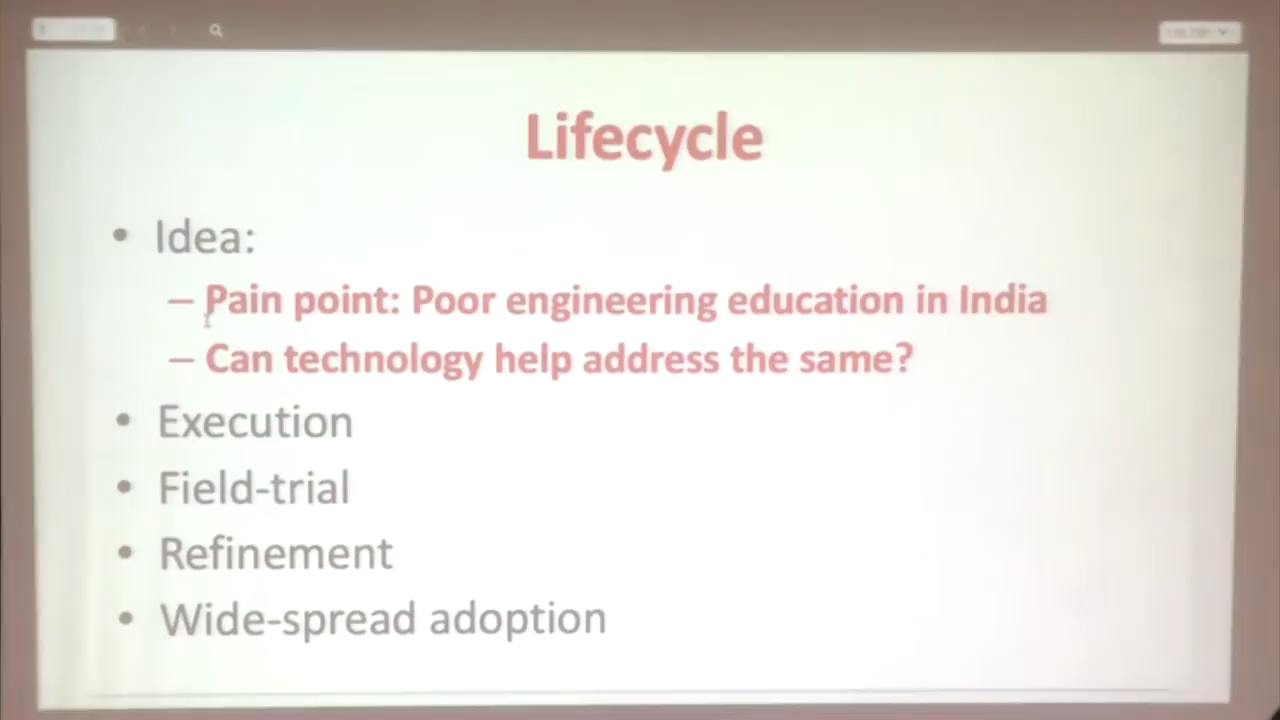 Lifecycle
• Idea:
– Pain point: Poor engineering education in India
– Can technology help address the same?
• Execution
• Field-trial
• Refinement
• Wide-spread adoption